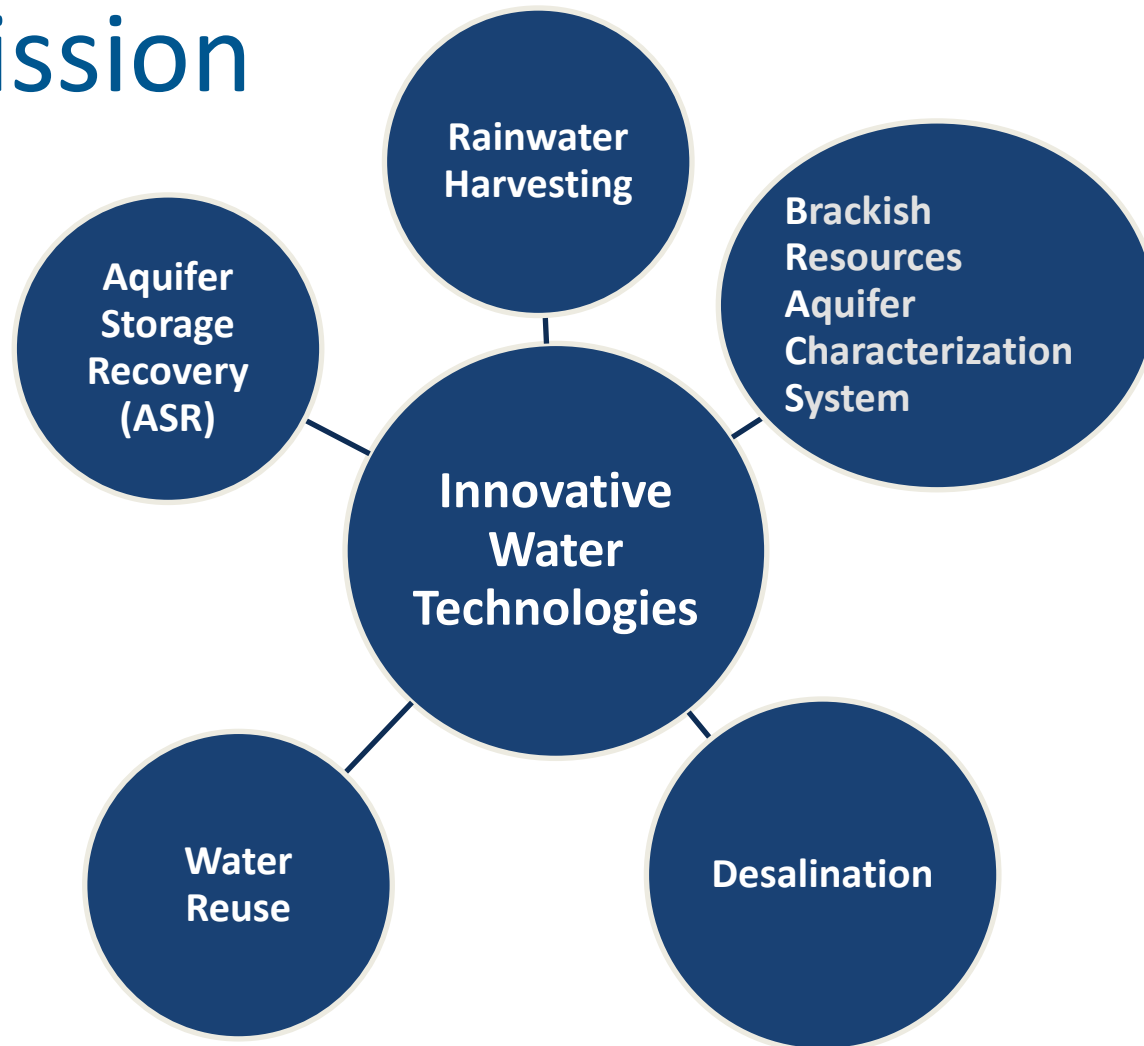 ission
Rainwater
Harvesting
Brackish
Resources
Aquifer
Characterization
System
Aquifer
Storage
Recovery
(ASR)
Innovative
Water
Technologies
Water
Reuse
Desalination